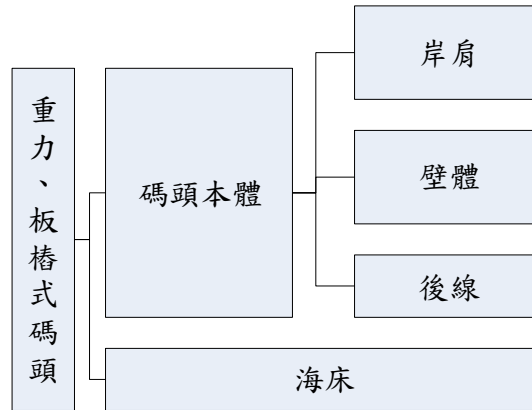 重力、板樁式碼頭
碼頭本體
岸肩
壁體
後線
海床